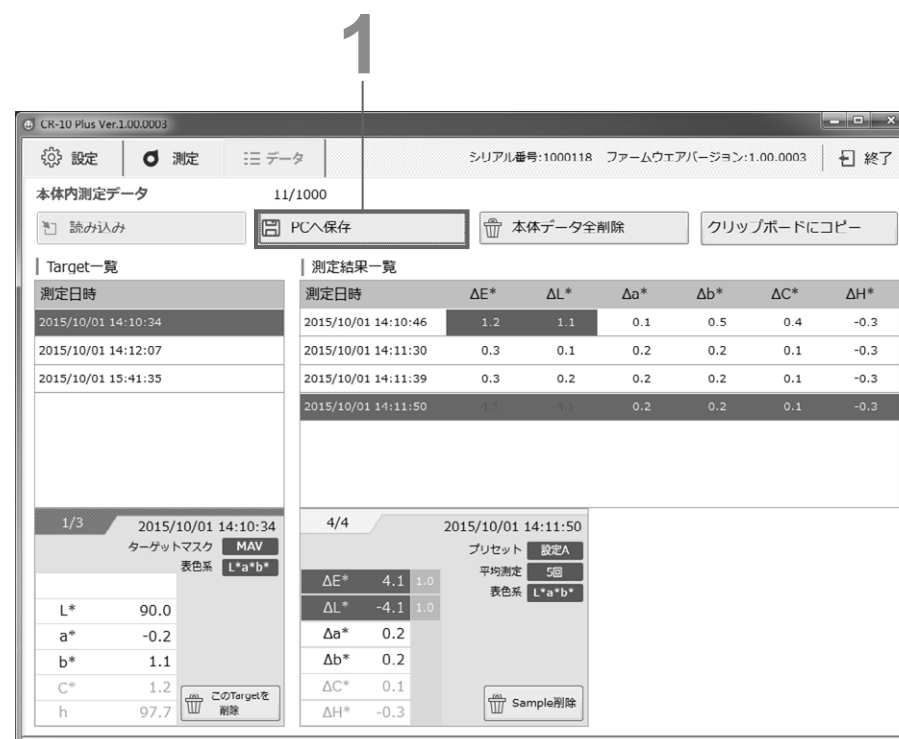 1
CR-10 Plus Ver.1.00.0003
設定 測定 データ シリアル番号:1000118 ファームウエアバージョン:1.00.0003 終了
本体内測定データ 11/1000
読み込み PCへ保存 本体データ全削除 クリップボードにコピー
Target一覧 測定結果一覧
測定日時 測定日時 ΔE* ΔL* Δa* Δb* ΔC* ΔH*
2015/10/01 14:10:34 2015/10/01 14:10:46 1.2 1.1 0.1 0.5 0.4 -0.3
2015/10/01 14:12:07 2015/10/01 14:11:30 0.3 0.1 0.2 0.2 0.1 -0.3
2015/10/01 15:41:35 2015/10/01 14:11:39 0.3 0.2 0.2 0.2 0.1 -0.3
2015/10/01 14:11:50 4.1 -4.1 0.2 0.2 0.1 -0.3
1/3 2015/10/01 14:10:34
ターゲットマスク MAV
表色系 L*a*b*
L* 90.0
a* -0.2
b* 1.1
C* 1.2
h 97.7
このTargetを
削除
4/4 2015/10/01 14:11:50
プリセット 設定A
平均測定 5回
表色系 L*a*b*
ΔE* 4.1 1.0
ΔL* -4.1 1.0
Δa* 0.2
Δb* 0.2
ΔC* 0.1
ΔH* -0.3
Sample削除